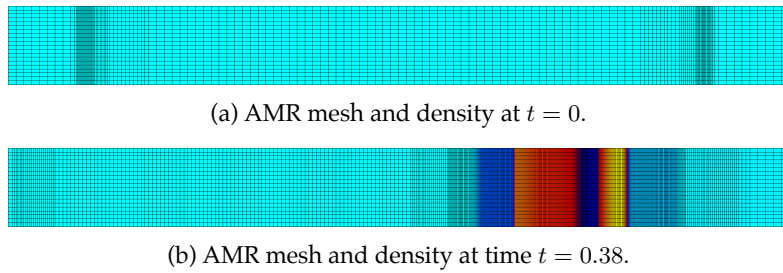 (a) AMR mesh and density at t = 0.
(b) AMR mesh and density at time t = 0.38.